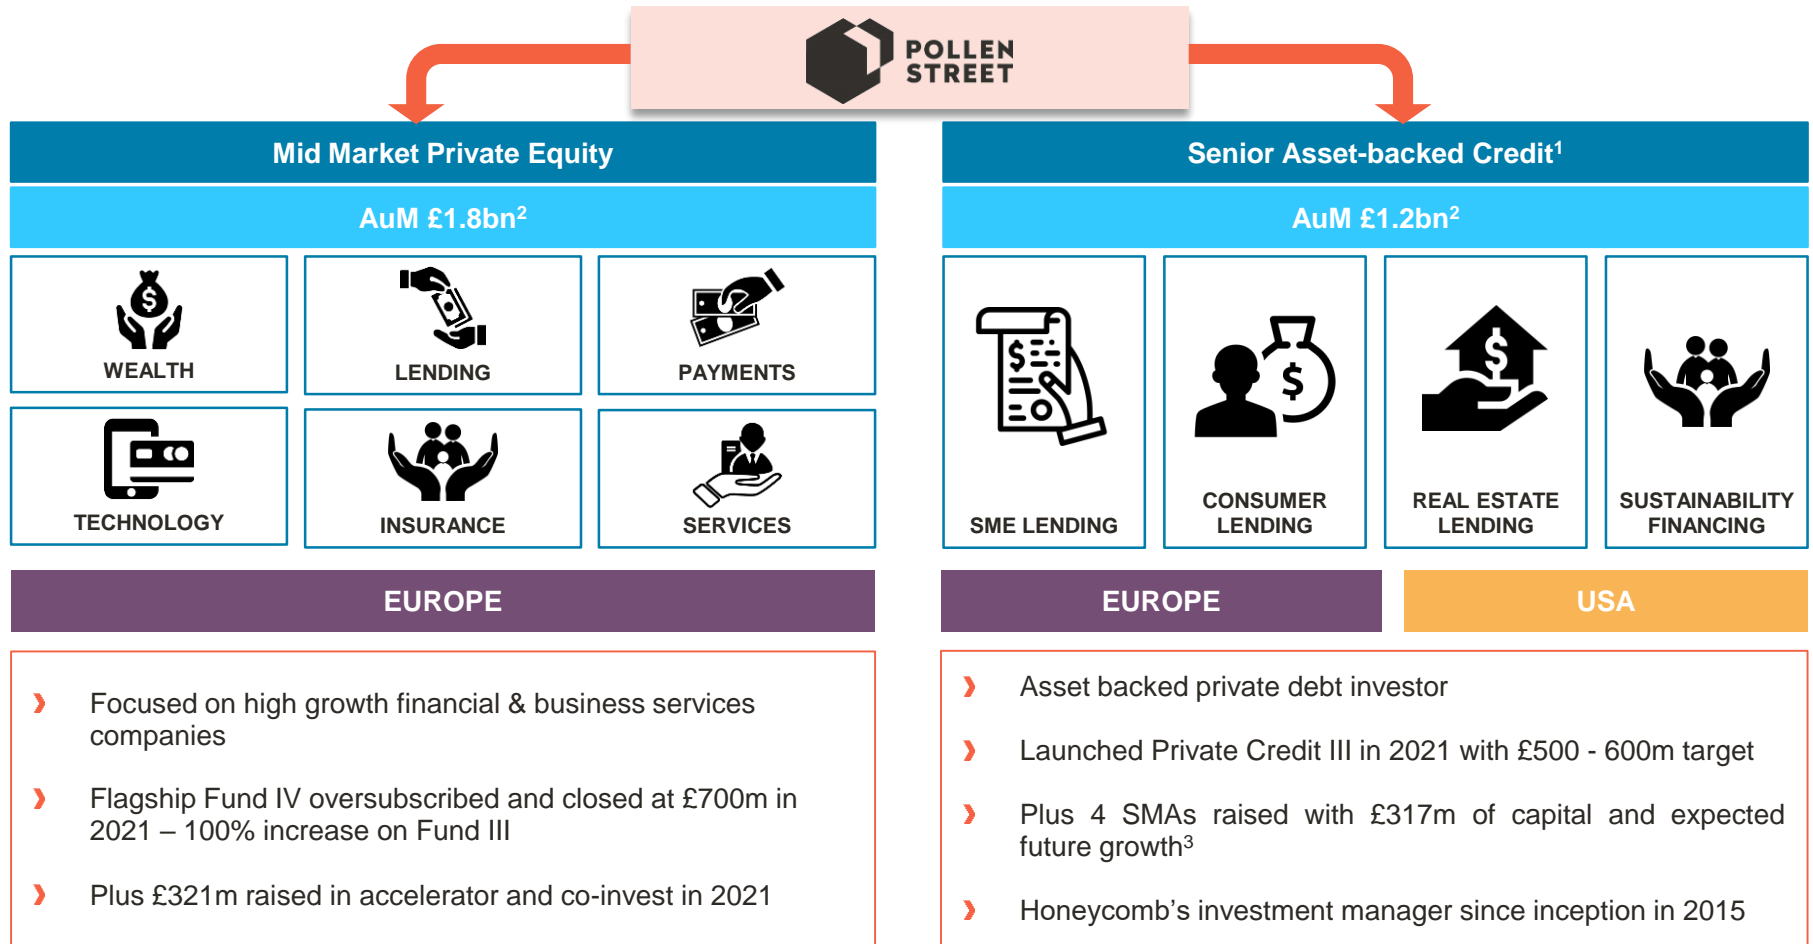 POLLEN
STREET
Mid Market Private Equity
AuM £1.8bn²
WEALTH
LENDING
PAYMENTS
TECHNOLOGY
INSURANCE
SERVICES
EUROPE
❯ Focused on high growth financial & business services
companies
❯ Flagship Fund IV oversubscribed and closed at £700m in
2021 – 100% increase on Fund III
❯ Plus £321m raised in accelerator and co-invest in 2021
Senior Asset-backed Credit¹
AuM £1.2bn²
SME LENDING
CONSUMER
LENDING
REAL ESTATE
LENDING
SUSTAINABILITY
FINANCING
EUROPE
USA
❯ Asset backed private debt investor
❯ Launched Private Credit III in 2021 with £500 - 600m target
❯ Plus 4 SMAs raised with £317m of capital and expected
future growth³
❯ Honeycomb's investment manager since inception in 2015